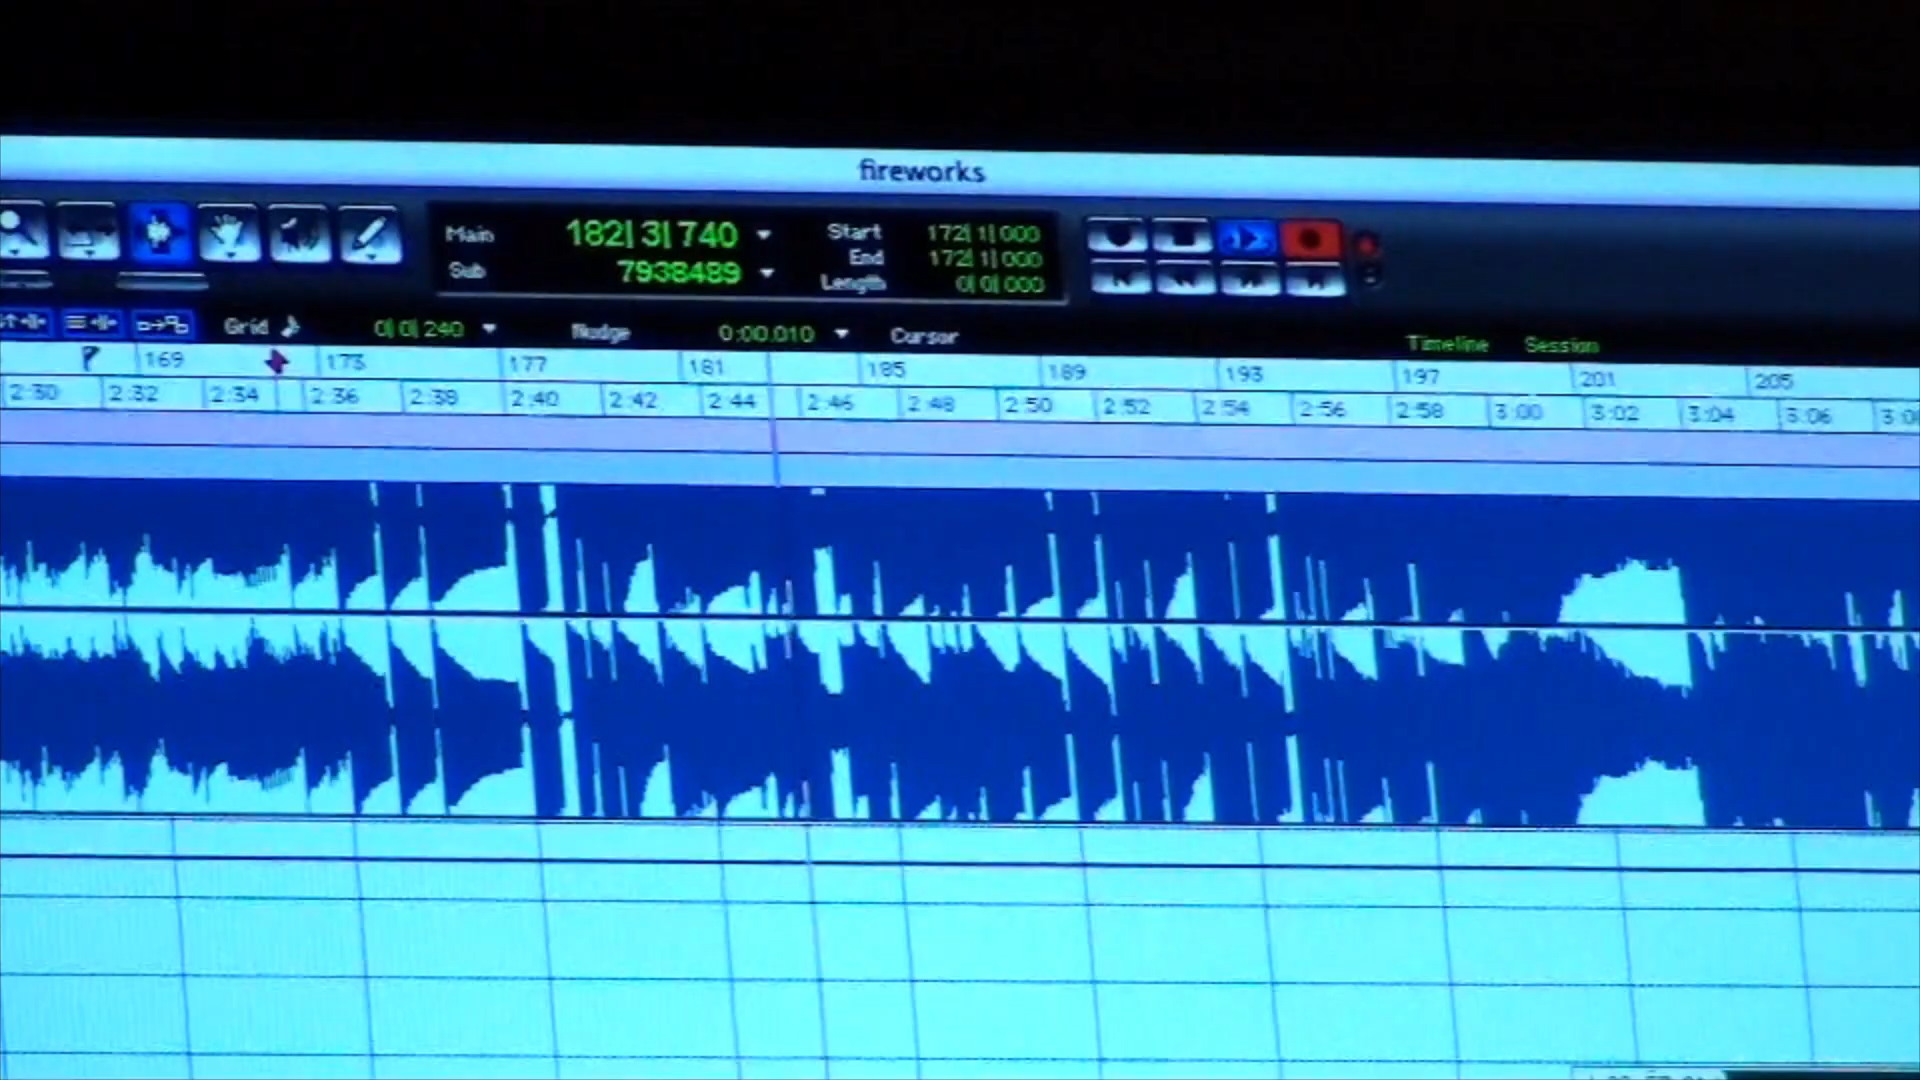 fireworks
Main 182| 3| 740
Start 172| 1| 000
Sub 7938489
End 172| 1| 000
Length 0| 0| 000
Grid 0| 0| 240 Nudge 0:00.010 Cursor
Timeline Session
169 173 177 181 185 189 193 197 201 205
2:30 2:32 2:34 2:36 2:38 2:40 2:42 2:44 2:46 2:48 2:50 2:52 2:54 2:56 2:58 3:00 3:02 3:04 3:06